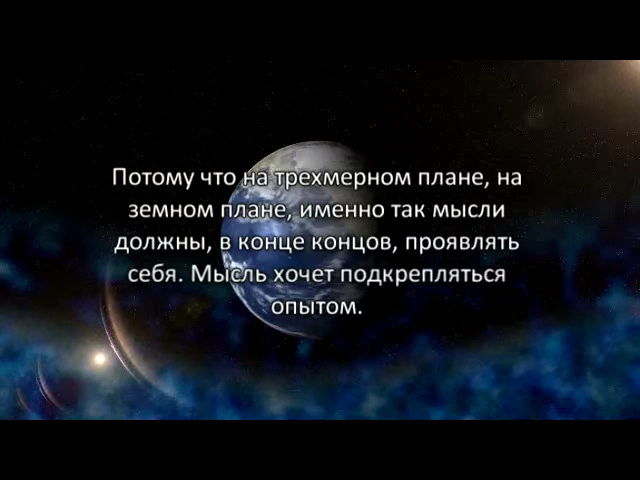 Потому что на трехмерном плане, на
земном плане, именно так мысли
должны, в конце концов, проявлять
себя. Мысль хочет подкрепляться
опытом.